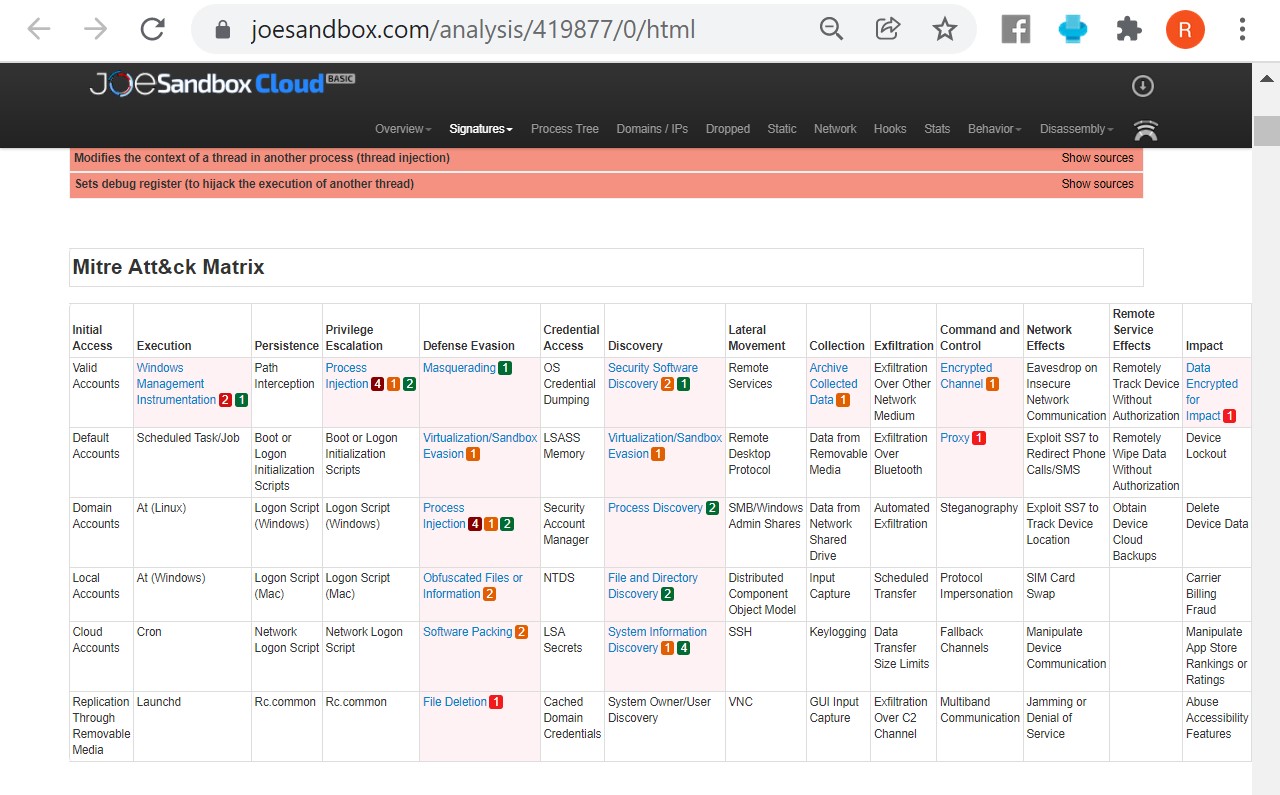 joesandbox.com/analysis/419877/0/html
R
JOESandbox Cloud BASIC
Overview
Signatures
Process Tree
Domains / IPs
Dropped
Static
Network
Hooks
Stats
Behavior
Disassembly
Modifies the context of a thread in another process (thread injection)
Show sources
Sets debug register (to hijack the execution of another thread)
Show sources
Mitre Att&ck Matrix
Initial
Access
Execution
Persistence
Privilege
Escalation
Defense Evasion
Credential
Access
Discovery
Lateral
Movement
Collection
Exfiltration
Command and
Control
Network
Effects
Remote
Service
Effects
Impact
Valid
Accounts
Windows
Management
Instrumentation 2 1
Path
Interception
Process
Injection 4 1 2
Masquerading 1
OS
Credential
Dumping
Security Software
Discovery 2 1
Remote
Services
Archive
Collected
Data 1
Exfiltration
Over Other
Network
Medium
Encrypted
Channel 1
Eavesdrop on
Insecure
Network
Communication
Remotely
Track Device
Without
Authorization
Data
Encrypted
for
Impact 1
Default
Accounts
Scheduled Task/Job
Boot or
Logon
Initialization
Scripts
Boot or Logon
Initialization
Scripts
Virtualization/Sandbox
Evasion 1
LSASS
Memory
Virtualization/Sandbox
Evasion 1
Remote
Desktop
Protocol
Data from
Removable
Media
Exfiltration
Over
Bluetooth
Proxy 1
Exploit SS7 to
Redirect Phone
Calls/SMS
Remotely
Wipe Data
Without
Authorization
Device
Lockout
Domain
Accounts
At (Linux)
Logon Script
(Windows)
Logon Script
(Windows)
Process
Injection 4 1 2
Security
Account
Manager
Process Discovery 2
SMB/Windows
Admin Shares
Data from
Network
Shared
Drive
Automated
Exfiltration
Steganography
Exploit SS7 to
Track Device
Location
Obtain
Device
Cloud
Backups
Delete
Device Data
Local
Accounts
At (Windows)
Logon Script
(Mac)
Logon Script
(Mac)
Obfuscated Files or
Information 2
NTDS
File and Directory
Discovery 2
Distributed
Component
Object Model
Input
Capture
Scheduled
Transfer
Protocol
Impersonation
SIM Card
Swap
Carrier
Billing
Fraud
Cloud
Accounts
Cron
Network
Logon Script
Network Logon
Script
Software Packing 2
LSA
Secrets
System Information
Discovery 1 4
SSH
Keylogging
Data
Transfer
Size Limits
Fallback
Channels
Manipulate
Device
Communication
Manipulate
App Store
Rankings or
Ratings
Replication
Through
Removable
Media
Launchd
Rc.common
Rc.common
File Deletion 1
Cached
Domain
Credentials
System Owner/User
Discovery
VNC
GUI Input
Capture
Exfiltration
Over C2
Channel
Multiband
Communication
Jamming or
Denial of
Service
Abuse
Accessibility
Features